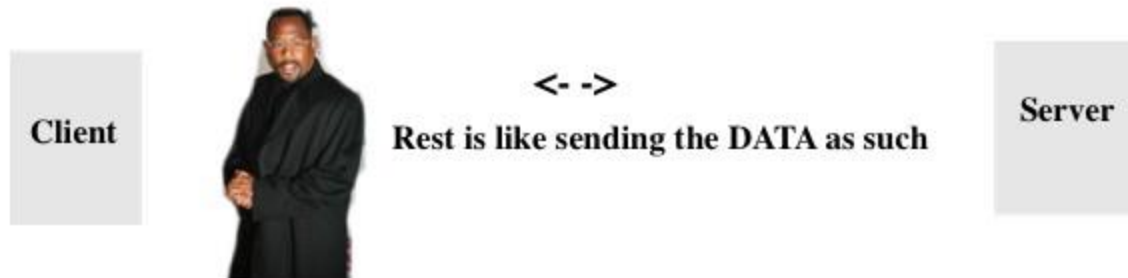 Client
<- ->
Rest is like sending the DATA as such
Server